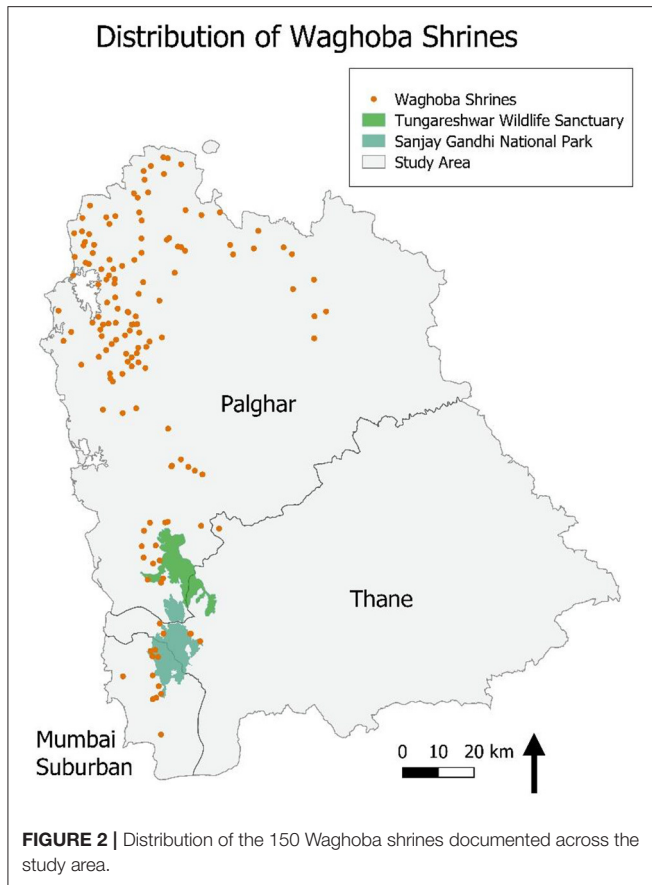 Distribution of Waghoba Shrines
Waghoba Shrines
Tungareshwar Wildlife Sanctuary
Sanjay Gandhi National Park
Study Area
Palghar
Thane
Mumbai
Suburban
0 10 20 km
FIGURE 2 | Distribution of the 150 Waghoba shrines documented across the
study area.